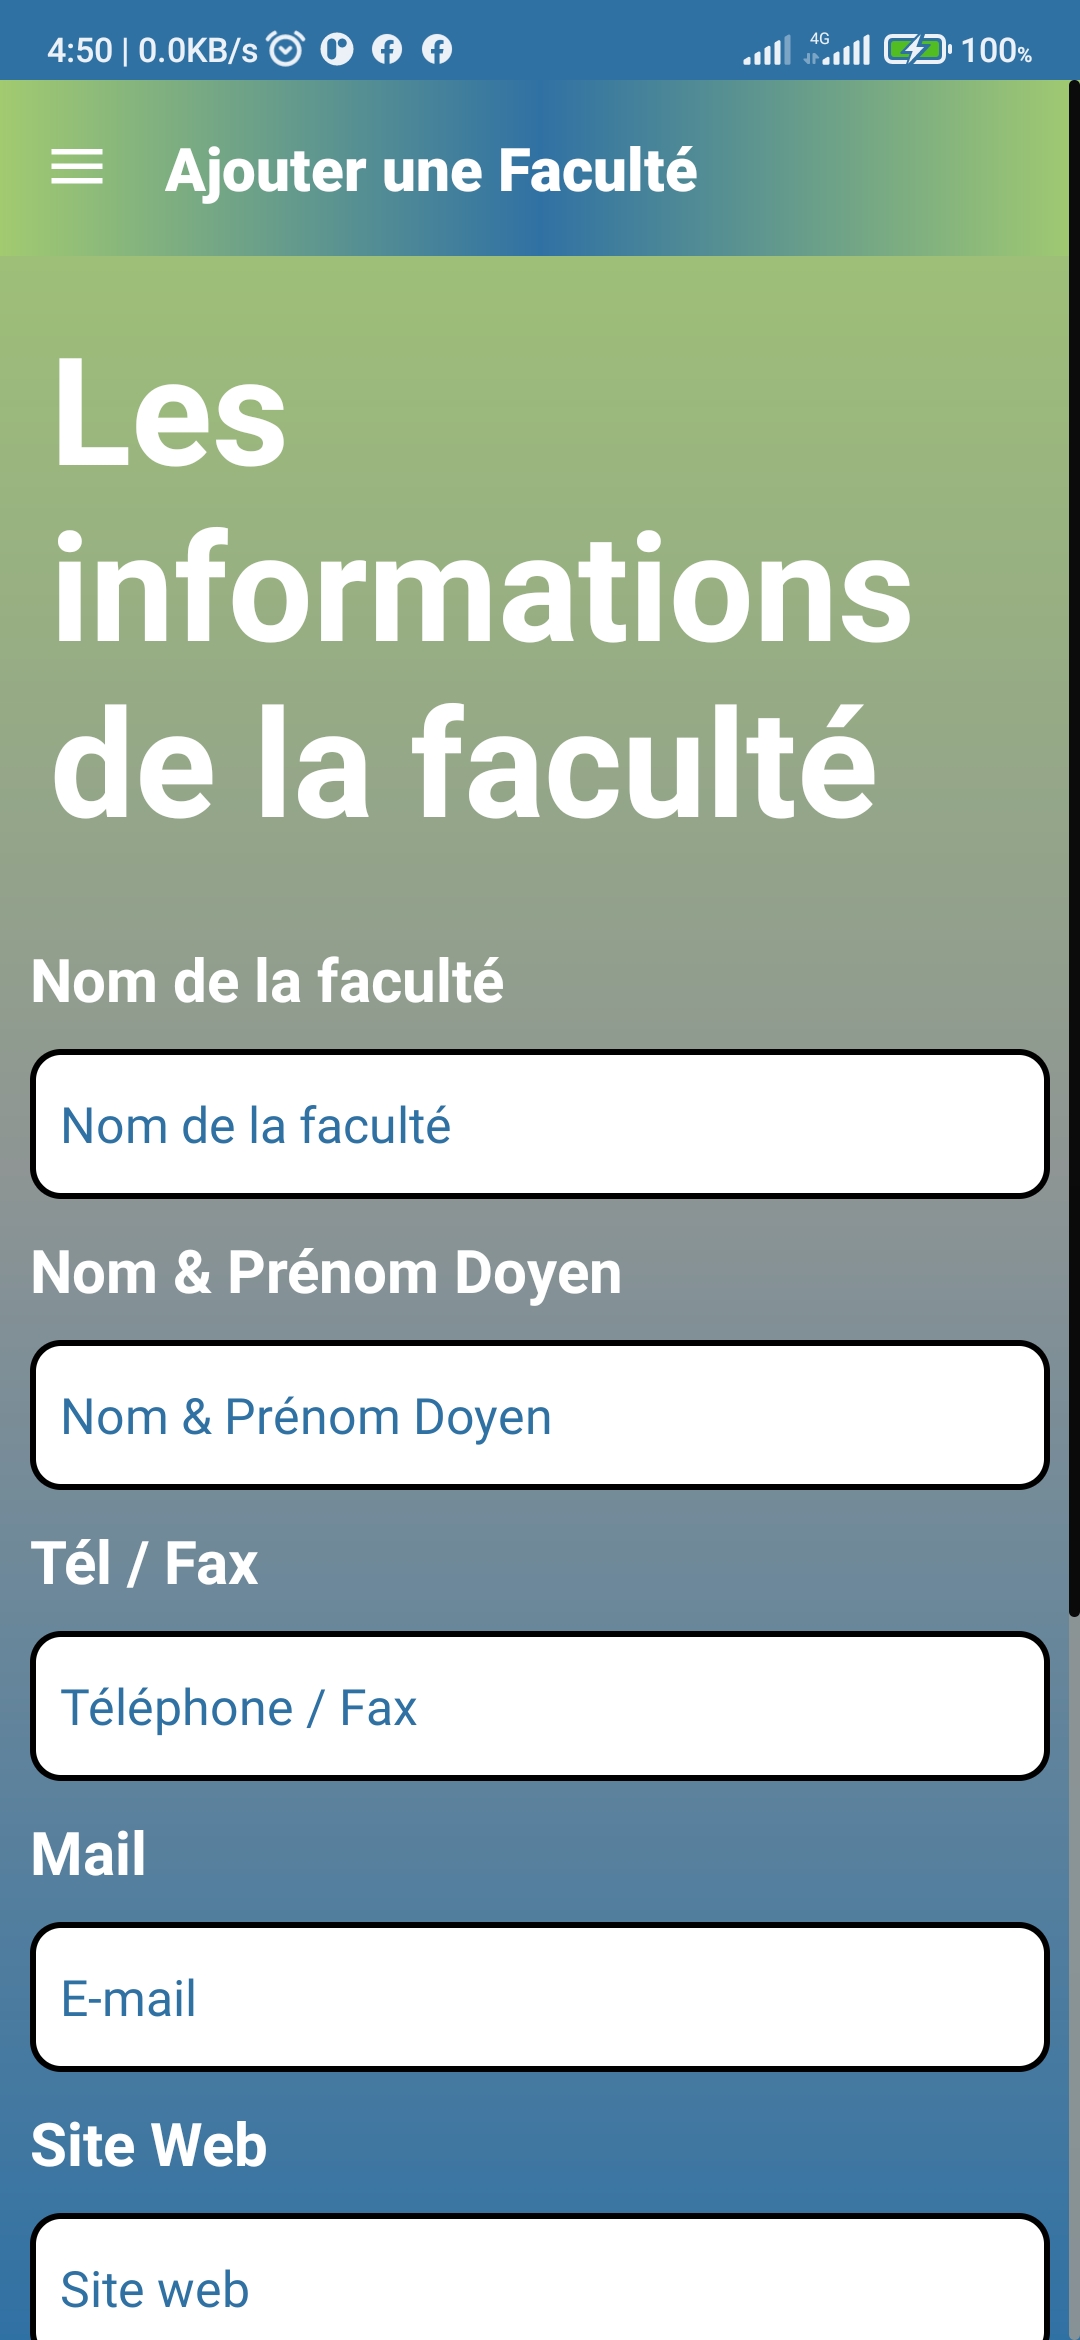 4:50 | 0.0KB/s 4G 100%
Ajouter une Faculté
Les
informations
de la faculté
Nom de la faculté
Nom de la faculté
Nom & Prénom Doyen
Nom & Prénom Doyen
Tél / Fax
Téléphone / Fax
Mail
E-mail
Site Web
Site web